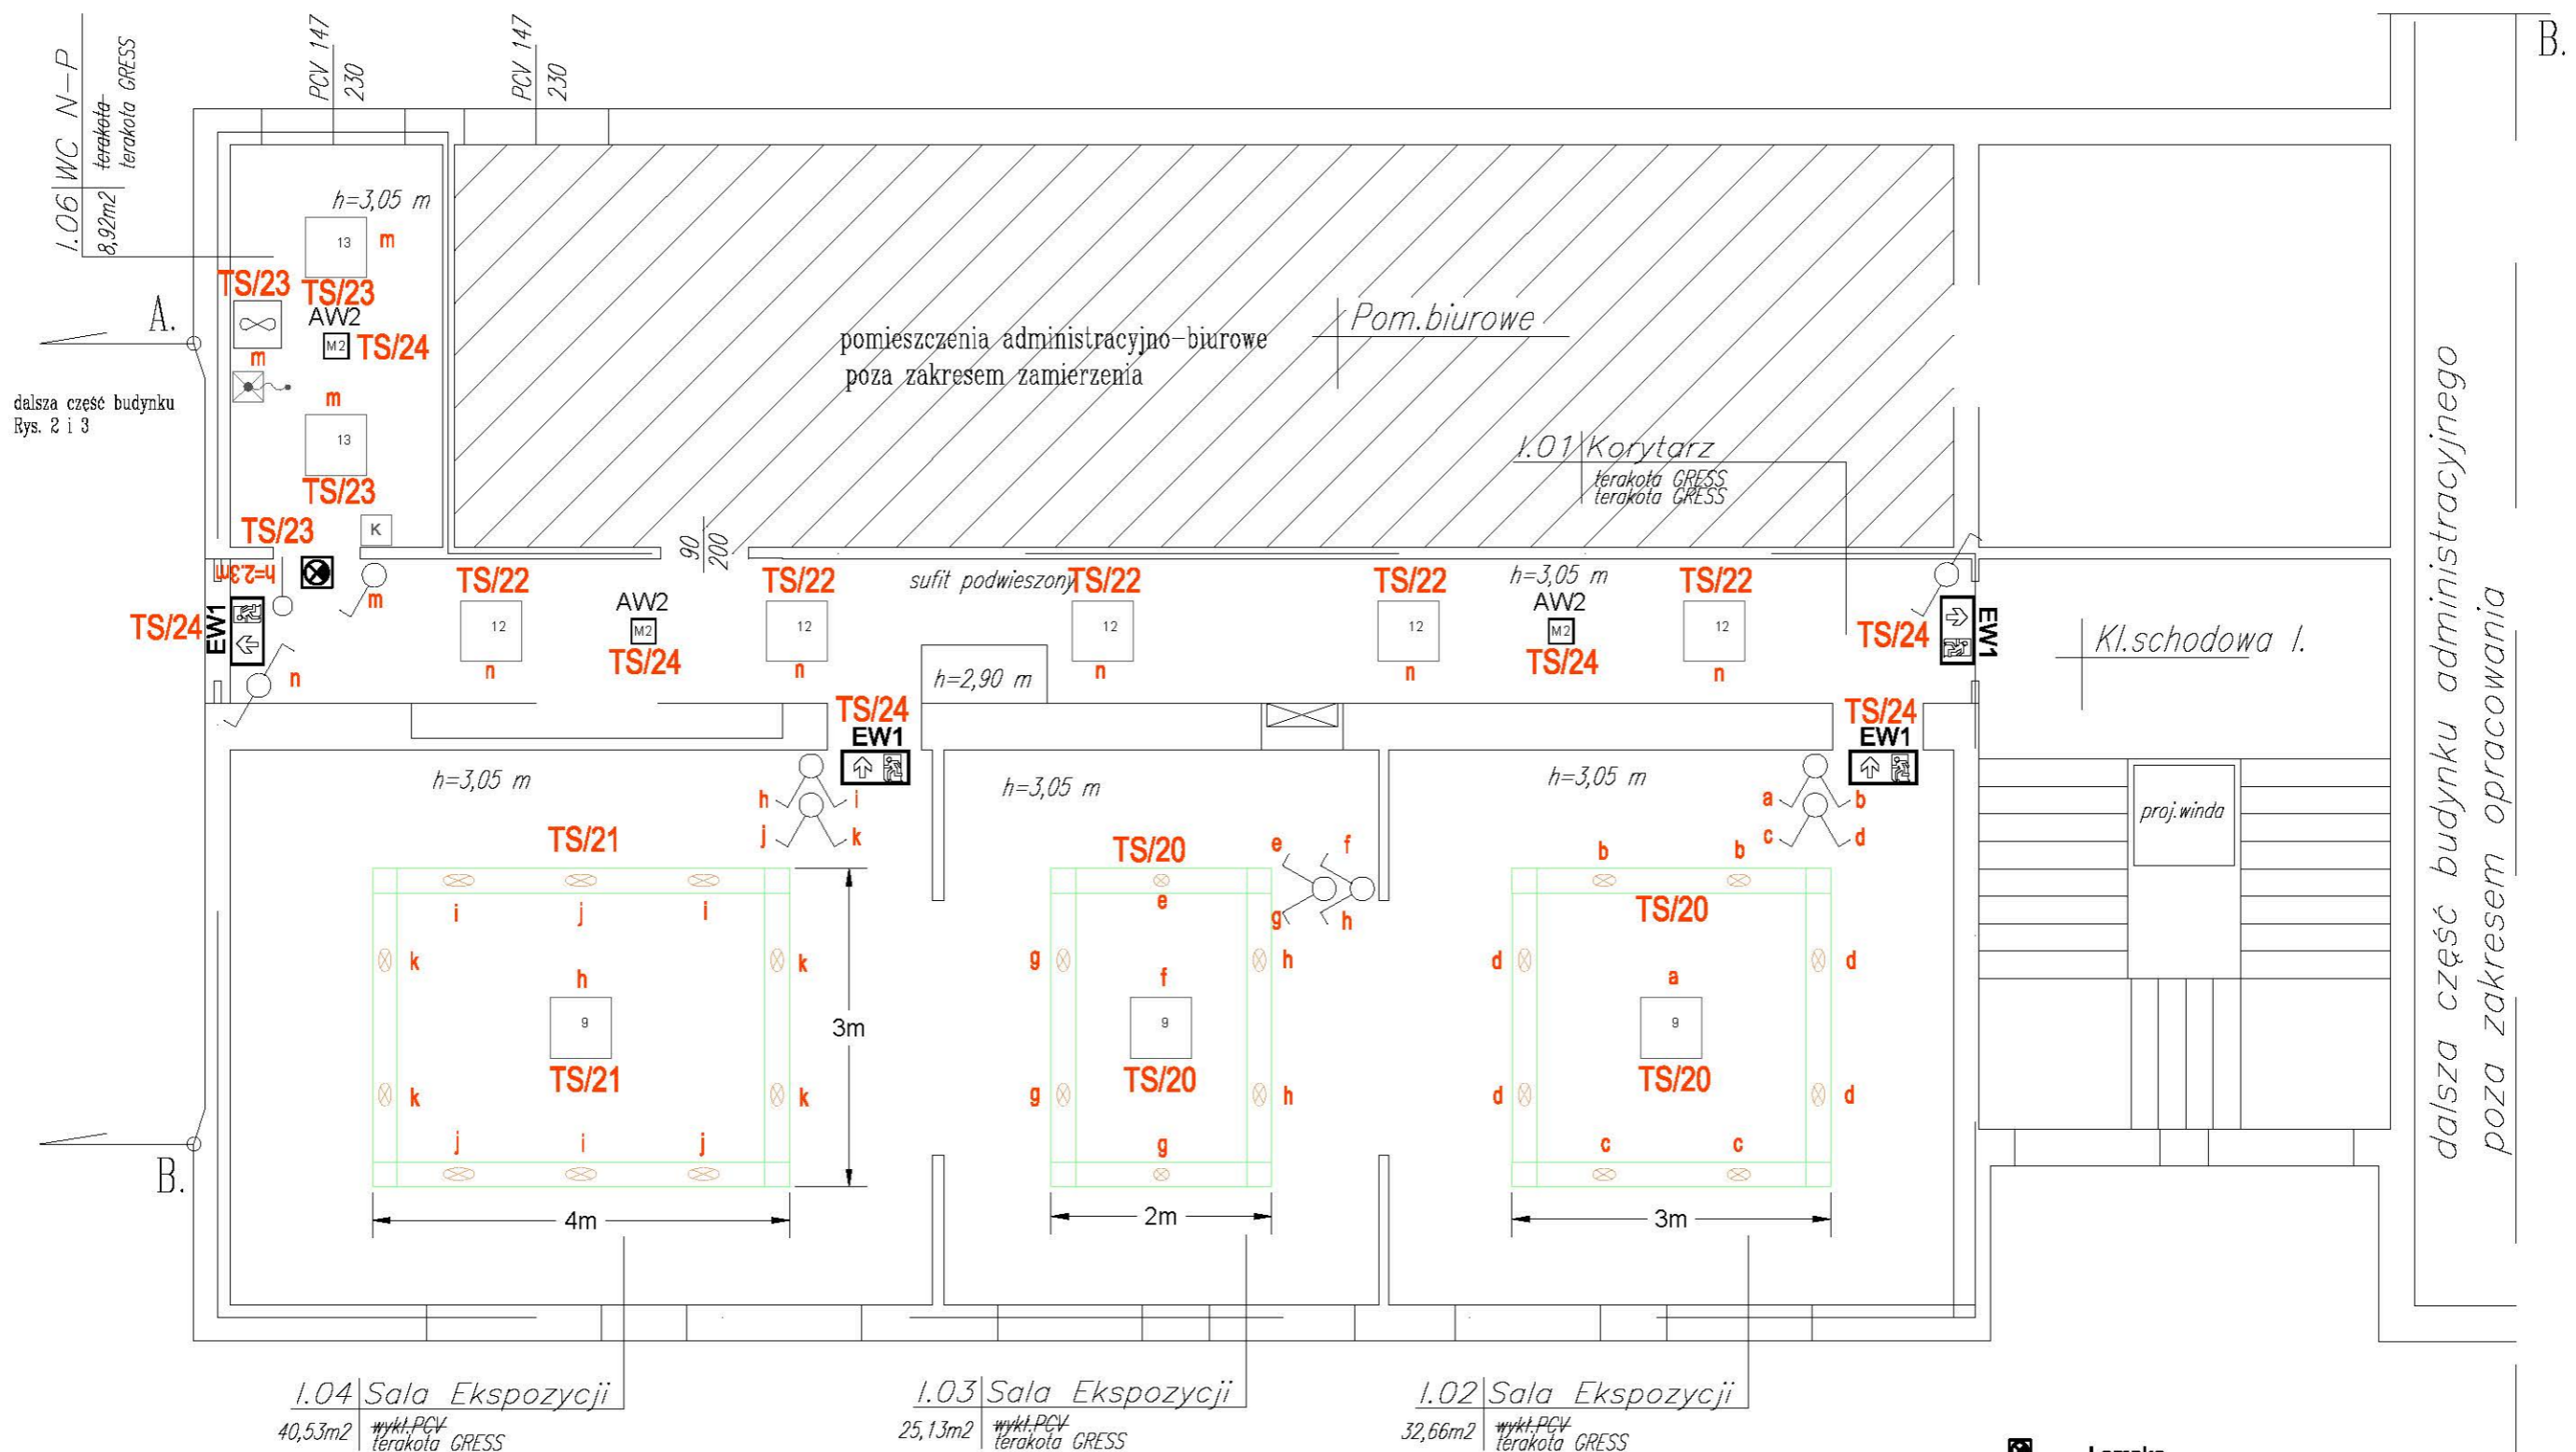 I.06 WC N-P
8,92m2 terakota
terakota GRESS
PCV 147
230
PCV 147
230
B.
h=3,05 m
13 m
TS/23
TS/23
AW2
M2 TS/24
m
A.
dalsza część budynku
Rys. 2 i 3
m
13
TS/23
TS/23
K
pomieszczenia administracyjno-biurowe
poza zakresem zamierzenia
Pom.biurowe
I.01 Korytarz
terakota GRESS
terakota GRESS
90
200
h=2.3m
TS/24
EW1
m
n
TS/22
12
n
AW2
M2
TS/24
TS/22
12
n
sufit podwieszony
TS/22
12
n
TS/22
12
n
h=3,05 m
AW2
M2
TS/24
TS/22
12
n
TS/24
EW1
Kl.schodowa I.
h=2,90 m
TS/24
EW1
TS/24
EW1
proj.winda
dalsza część budynku administracyjnego
poza zakresem opracowania
h=3,05 m
h i
j k
TS/21
i j i
k k
h
9
TS/21
k k
j i j
3m
4m
h=3,05 m
TS/20
e f
g h
e
g h
f
9
TS/20
g h
g
2m
h=3,05 m
a b
c d
b b
TS/20
d d
a
9
TS/20
d d
c c
3m
B.
I.04 Sala Ekspozycji
40,53m2 wykł.PCV
terakota GRESS
I.03 Sala Ekspozycji
25,13m2 wykł.PCV
terakota GRESS
I.02 Sala Ekspozycji
32,66m2 wykł.PCV
terakota GRESS